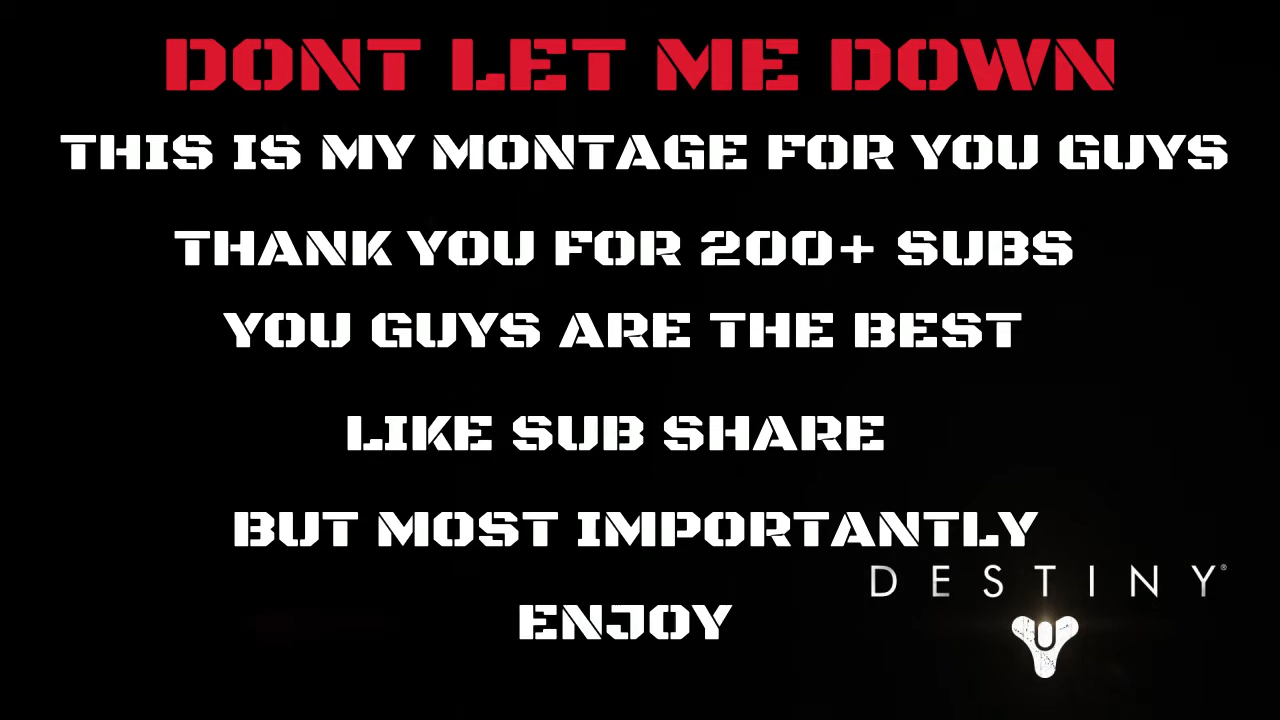 DONT LET ME DOWN
THIS IS MY MONTAGE FOR YOU GUYS
THANK YOU FOR 200+ SUBS
YOU GUYS ARE THE BEST
LIKE SUB SHARE
BUT MOST IMPORTANTLY
DESTINY®
ENJOY